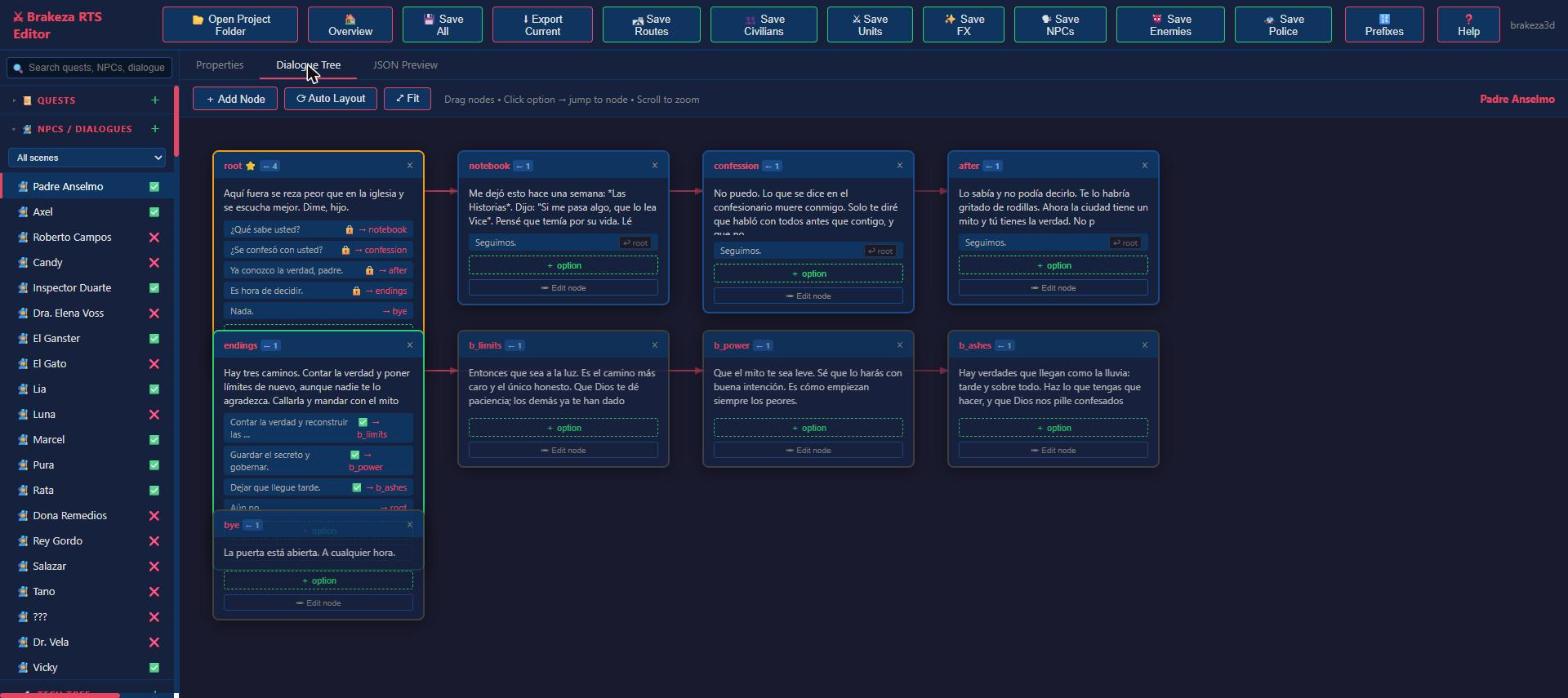 ⚔ Brakeza RTS
Editor
📁 Open Project
Folder
🏠
Overview
💾 Save
All
⬇ Export
Current
Save
Routes
👥 Save
Civilians
⚔ Save
Units
✨ Save
FX
🗣 Save
NPCs
👹 Save
Enemies
Save
Police
🔢
Prefixes
❓
Help
brakeza3d
🔍 Search quests, NPCs, dialogue
Properties
Dialogue Tree
JSON Preview
+ Add Node
⟳ Auto Layout
⤢ Fit
Drag nodes • Click option → jump to node • Scroll to zoom
Padre Anselmo
QUESTS +
NPCS / DIALOGUES +
All scenes
Padre Anselmo ✅
Axel ✅
Roberto Campos ❌
Candy ❌
Inspector Duarte ✅
Dra. Elena Voss ❌
El Ganster ✅
El Gato ❌
Lia ✅
Luna ❌
Marcel ✅
Pura ✅
Rata ✅
Dona Remedios ❌
Rey Gordo ❌
Salazar ❌
Tano ❌
??? ❌
Dr. Vela ❌
Vicky ✅
TECH TREE
root ⭐ ← 4 ×
Aquí fuera se reza peor que en la iglesia y
se escucha mejor. Dime, hijo.
¿Qué sabe usted? 🔒 → notebook
¿Se confesó con usted? 🔒 → confession
Ya conozco la verdad, padre. 🔒 → after
Es hora de decidir. 🔒 → endings
Nada. → bye
notebook ← 1 ×
Me dejó esto hace una semana: *Las
Historias*. Dijo: "Si me pasa algo, que lo lea
Vice". Pensé que temía por su vida. Lé
Seguimos. ⏎ root
+ option
✏ Edit node
confession ← 1 ×
No puedo. Lo que se dice en el
confesionario muere conmigo. Solo te diré
que habló con todos antes que contigo, y
que no
Seguimos. ⏎ root
+ option
✏ Edit node
after ← 1 ×
Lo sabía y no podía decirlo. Te lo habría
gritado de rodillas. Ahora la ciudad tiene un
mito y tú tienes la verdad. No p
Seguimos. ⏎ root
+ option
✏ Edit node
endings ← 1 ×
Hay tres caminos. Contar la verdad y poner
límites de nuevo, aunque nadie te lo
agradezca. Callarla y mandar con el mito
Contar la verdad y reconstruir
las ... ✅ →
b_limits
Guardar el secreto y
gobernar. ✅ →
b_power
Dejar que llegue tarde. ✅ → b_ashes
Aún no. → root
b_limits ← 1 ×
Entonces que sea a la luz. Es el camino más
caro y el único honesto. Que Dios te dé
paciencia; los demás ya te han dado
+ option
✏ Edit node
b_power ← 1 ×
Que el mito te sea leve. Sé que lo harás con
buena intención. Es cómo empiezan
siempre los peores.
+ option
✏ Edit node
b_ashes ← 1 ×
Hay verdades que llegan como la lluvia:
tarde y sobre todo. Haz lo que tengas que
hacer, y que Dios nos pille confesados
+ option
✏ Edit node
bye ← 1 ×
+ option
La puerta está abierta. A cualquier hora.
+ option
✏ Edit node